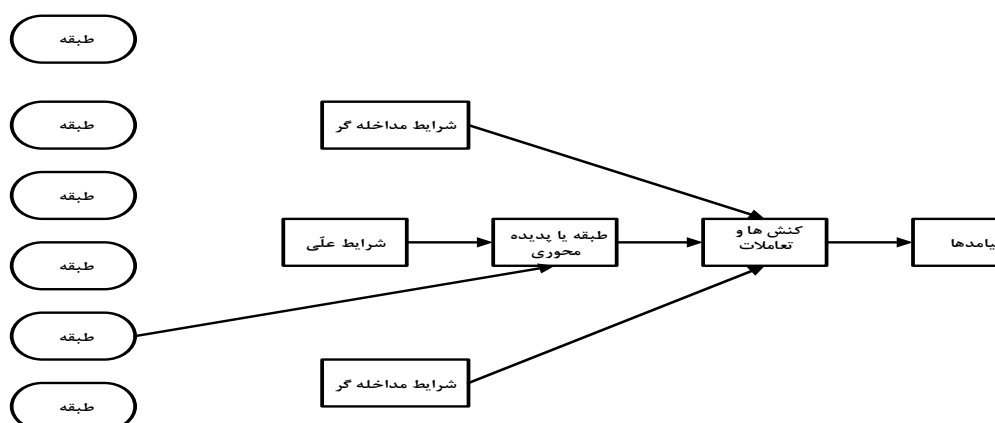 طبقه
طبقه
شرایط مداخله گر
طبقه
شرایط علّی
طبقه یا پدیده
محوری
کنش ها و
تعاملات
یامدها
طبقه
طبقه
شرایط مداخله گر
طبقه